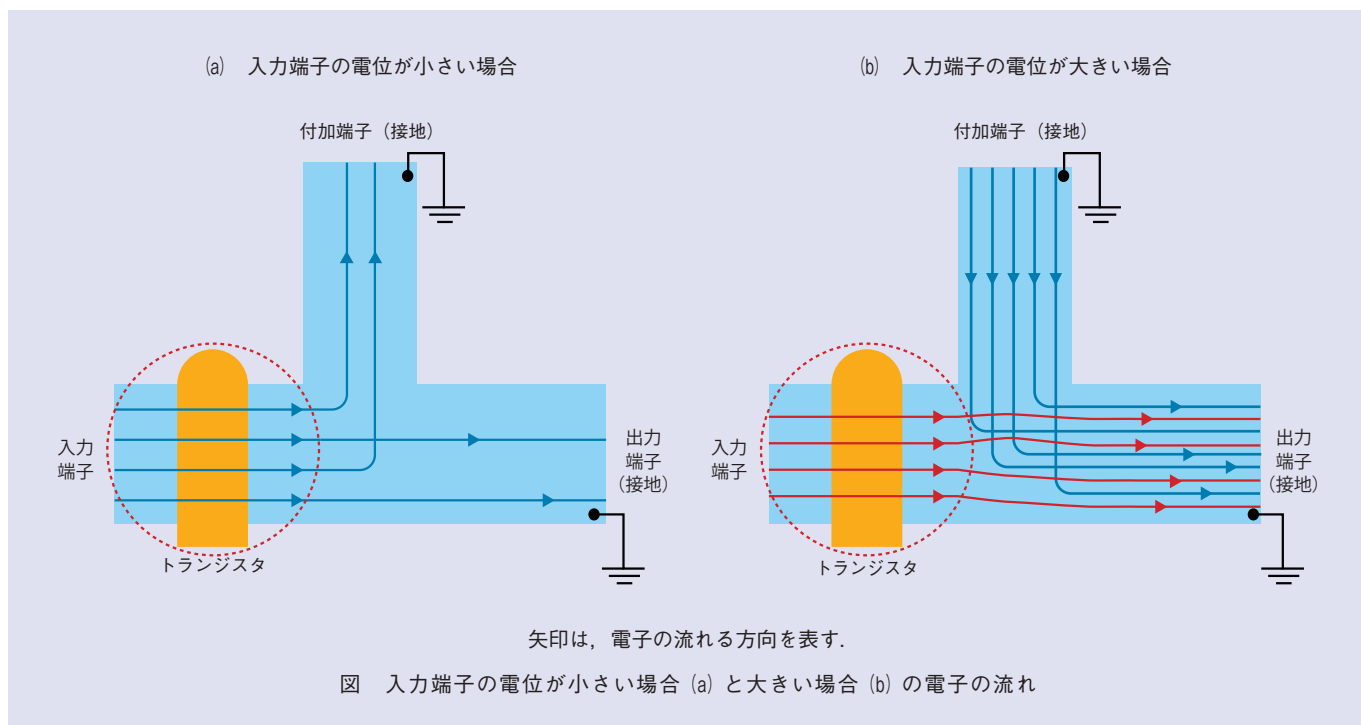 (a) 入力端子の電位が小さい場合
付加端子（接地）
入力
端子
トランジスタ
出力
端子
（接地）
(b) 入力端子の電位が大きい場合
付加端子（接地）
入力
端子
トランジスタ
出力
端子
（接地）
矢印は，電子の流れる方向を表す.
図 入力端子の電位が小さい場合 (a) と大きい場合 (b) の電子の流れ